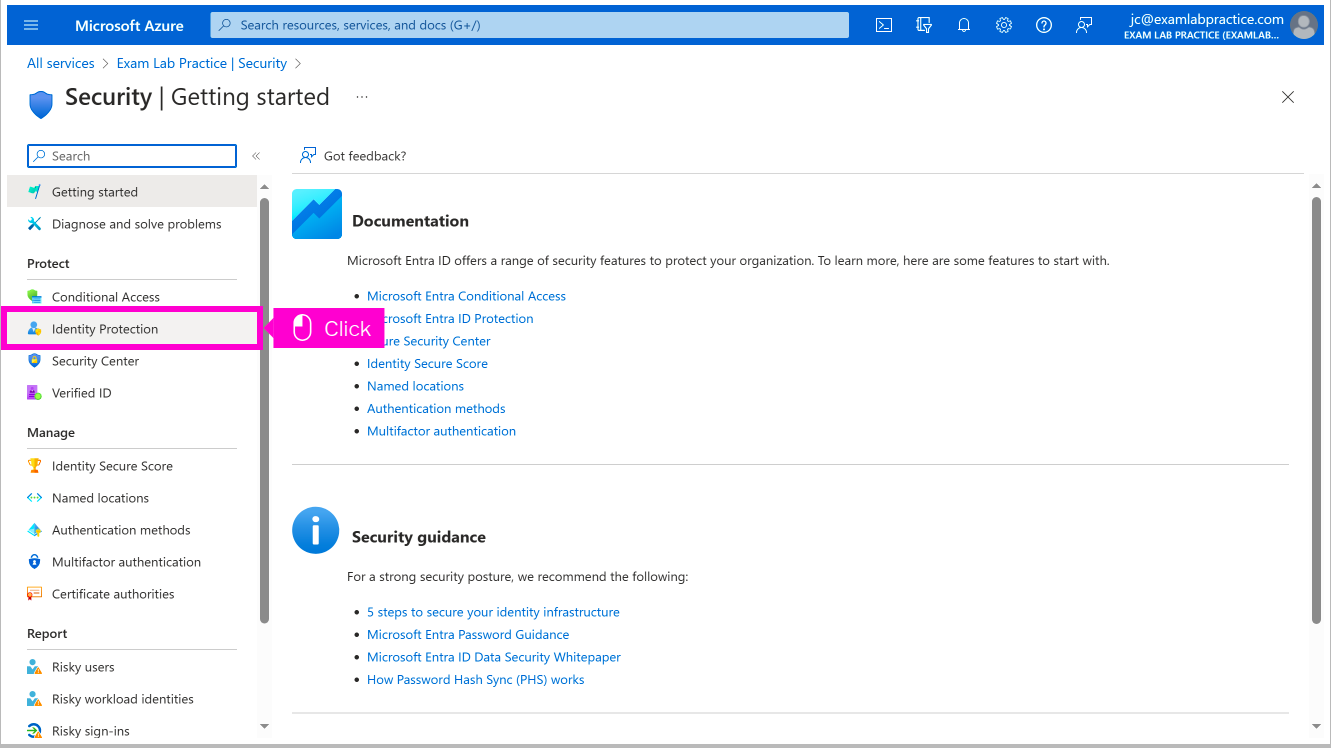 Microsoft Azure
Search resources, services, and docs (G+/)
jc@examlabpractice.com
EXAM LAB PRACTICE (EXAMLAB...
All services > Exam Lab Practice | Security >
Security | Getting started ...
Search
«
Got feedback?
Getting started
Diagnose and solve problems
Protect
Conditional Access
Identity Protection
Click
Security Center
Verified ID
Manage
Identity Secure Score
Named locations
Authentication methods
Multifactor authentication
Certificate authorities
Report
Risky users
Risky workload identities
Risky sign-ins
Documentation
Microsoft Entra ID offers a range of security features to protect your organization. To learn more, here are some features to start with.
• Microsoft Entra Conditional Access
Entra ID Protection
Security Center
• Identity Secure Score
• Named locations
• Authentication methods
• Multifactor authentication
Security guidance
For a strong security posture, we recommend the following:
• 5 steps to secure your identity infrastructure
• Microsoft Entra Password Guidance
• Microsoft Entra ID Data Security Whitepaper
• How Password Hash Sync (PHS) works